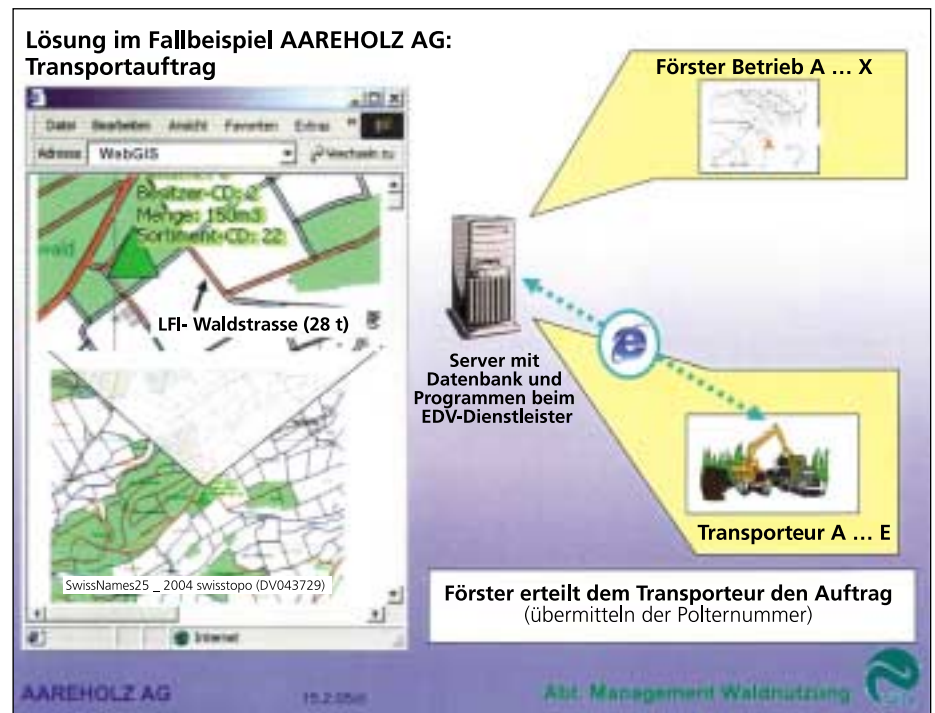 Lösung im Fallbeispiel AAREHOLZ AG:
Transportauftrag
Datei Bearbeiten Ansicht Favoriten Extras
Adresse WebGIS Wechseln zu
Besitzer-CD: 2
Menge: 150m3
Sortiment-CD: 22
wald
LFI- Waldstrasse (28 t)
SwissNames25 _ 2004 swisstopo (DV043729)
Internet
Förster Betrieb A … X
Server mit
Datenbank und
Programmen beim
EDV-Dienstleister
Transporteur A … E
Förster erteilt dem Transporteur den Auftrag
(übermitteln der Polternummer)
AAREHOLZ AG
Abt. Management Waldnutzung